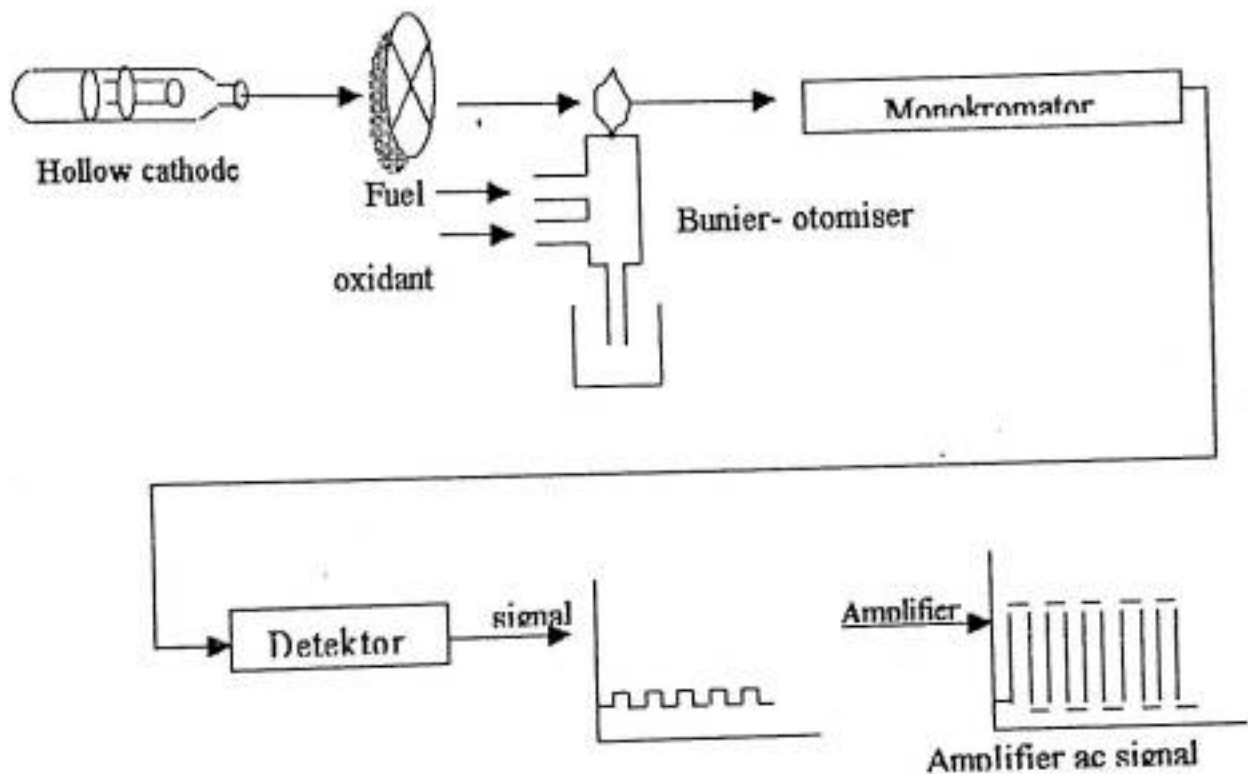 Hollow cathode
Fuel
oxidant
Bunier- otomiser
Monokromator
Detektor
signal
Amplifier
Amplifier ac signal